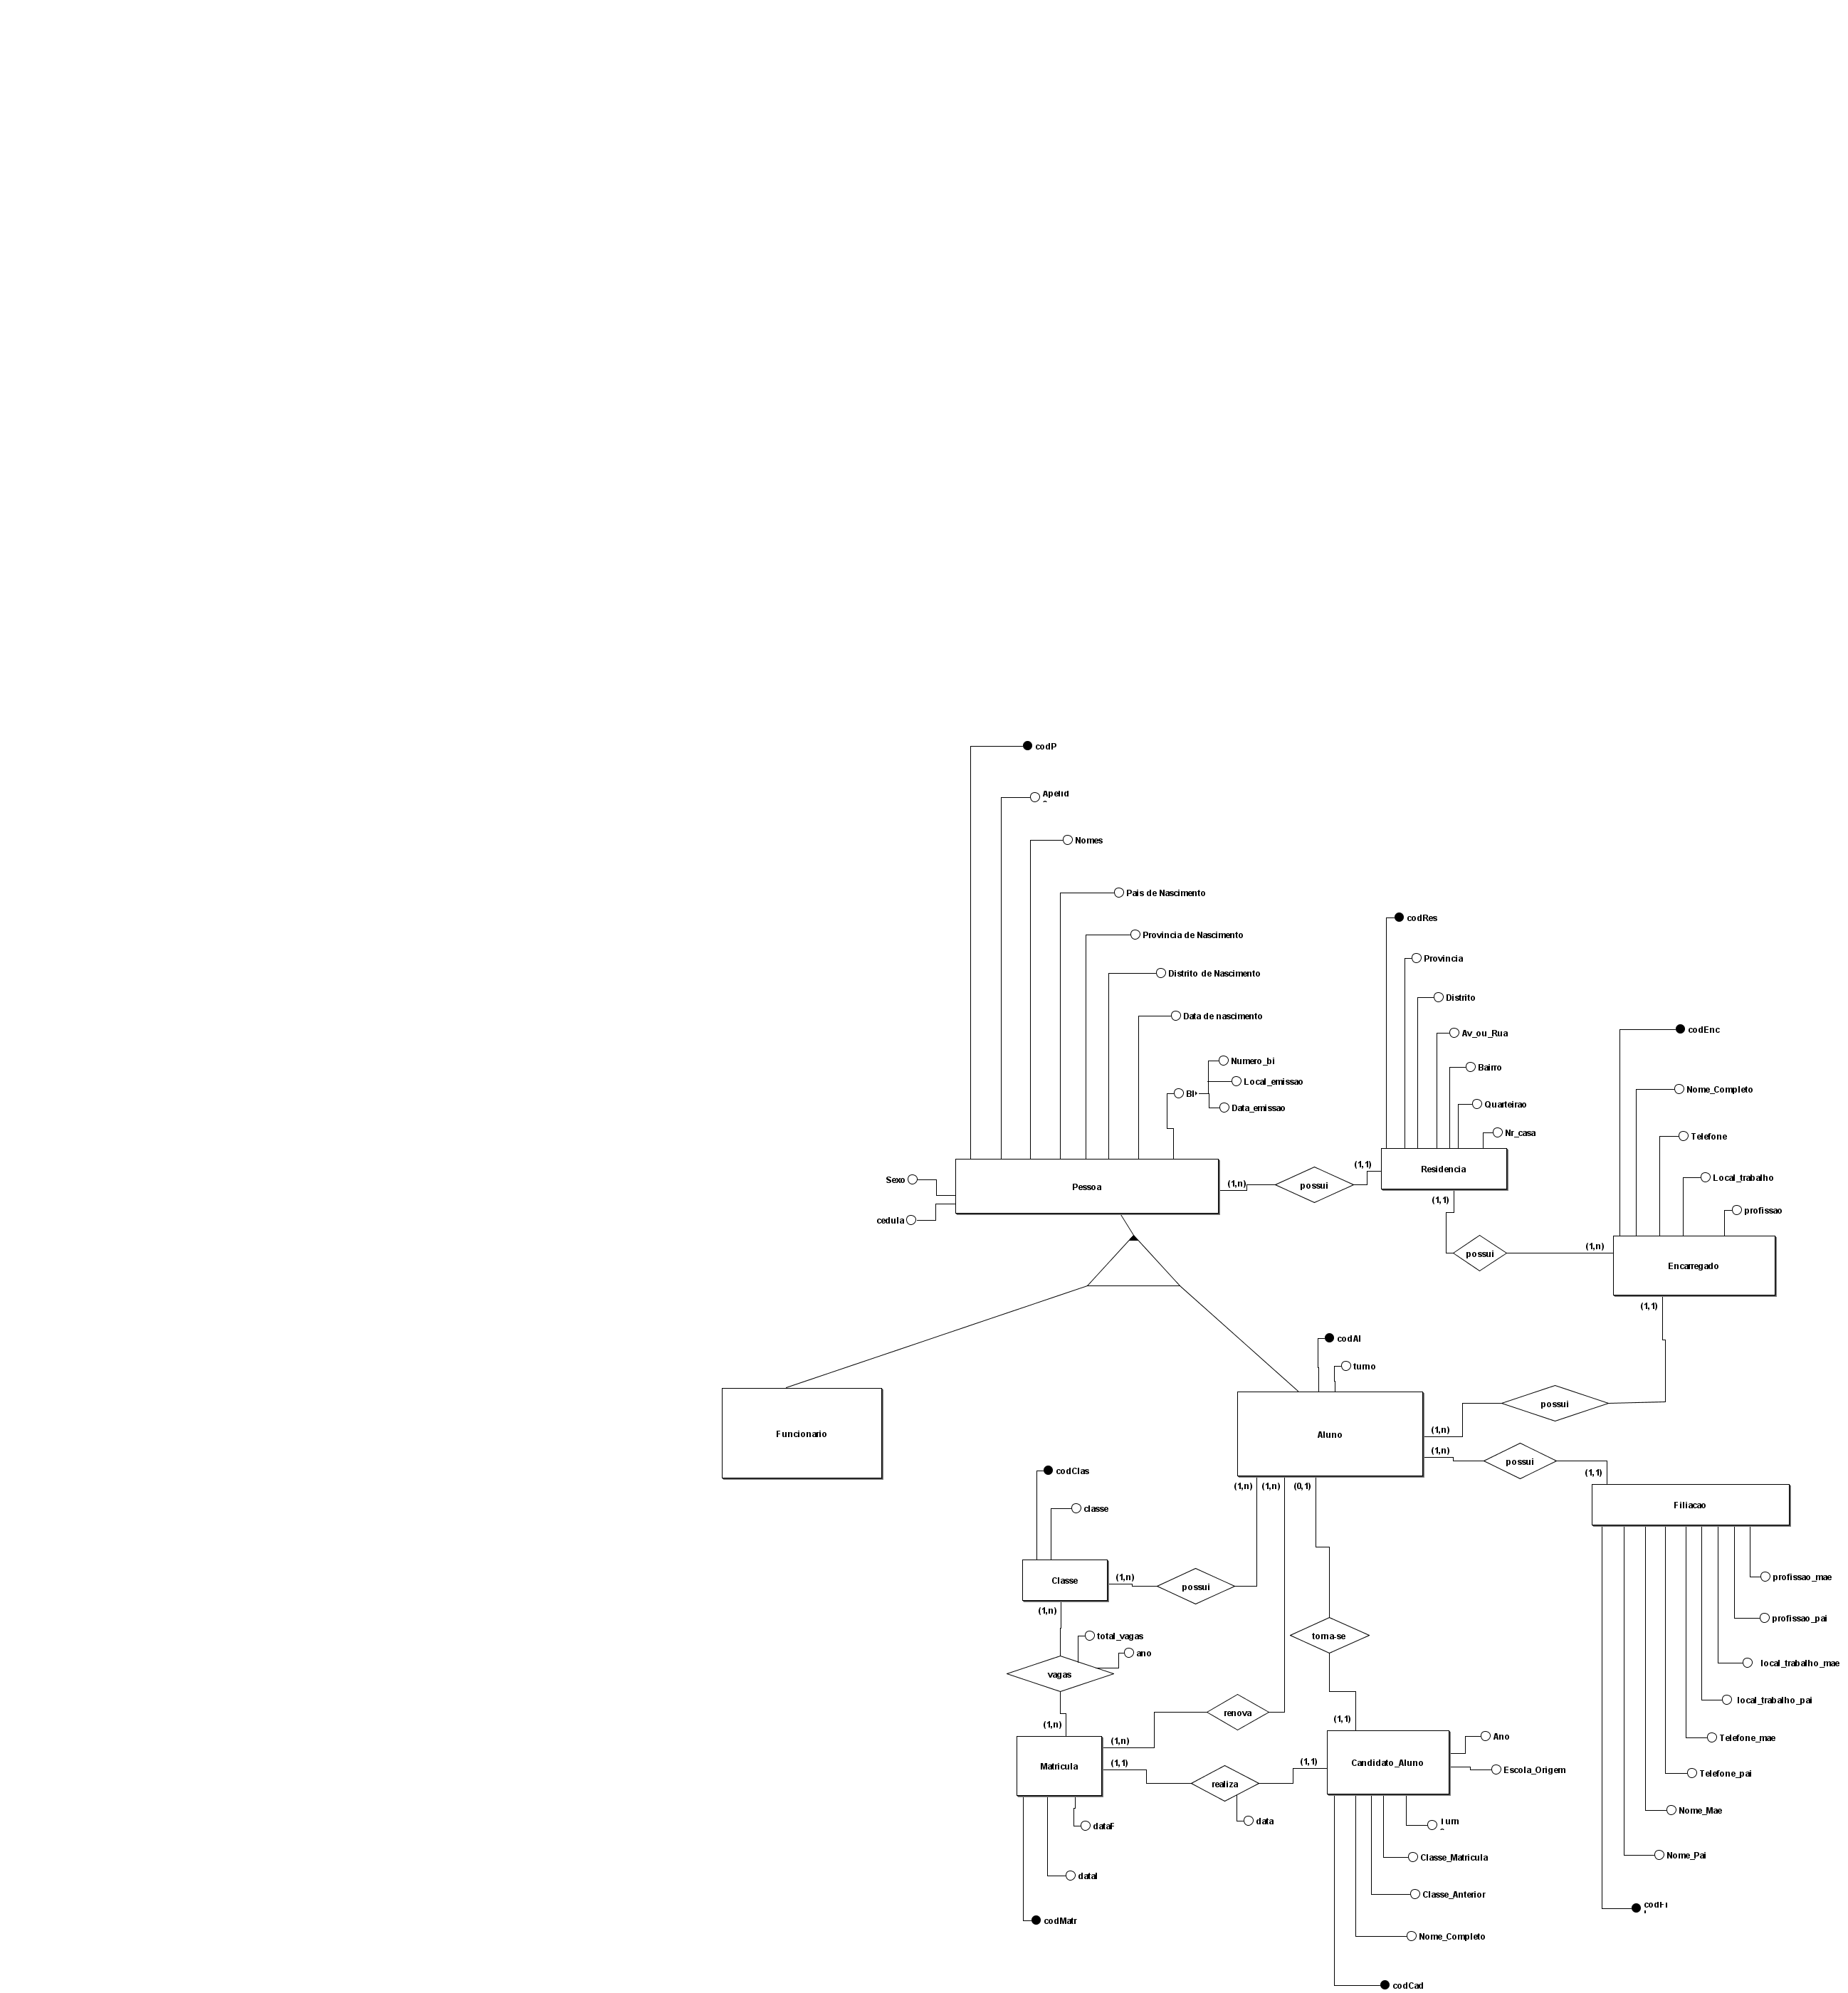 codP
Apelid
Nomes
Pais de Nascimento
Provincia de Nascimento
Distrito de Nascimento
Data de nascimento
Numero_bi
Local_emissao
BI
Data_emissao
Sexo
cedula
Pessoa
(1,n)
possui
(1,1)
codRes
Provincia
Distrito
Av_ou_Rua
Bairro
Quarteirao
Nr_casa
Residencia
(1,1)
possui
(1,n)
codEnc
Nome_Completo
Telefone
Local_trabalho
profissao
Encarregado
(1,1)
codAl
turno
possui
Funcionario
Aluno
(1,n)
(1,n)
possui
(1,1)
(1,n)
(1,n)
(0,1)
Filiacao
codClas
classe
Classe
(1,n)
possui
(1,n)
profissao_mae
profissao_pai
local_trabalho_mae
local_trabalho_pai
Telefone_mae
Telefone_pai
Nome_Mae
Nome_Pai
codFi
total_vagas
ano
vagas
torna-se
(1,n)
renova
(1,1)
(1,n)
(1,1)
Matricula
realiza
(1,1)
Candidato_Aluno
Ano
Escola_Origem
data
dataF
dataI
codMatr
Turn
Classe_Matricula
Classe_Anterior
Nome_Completo
codCad